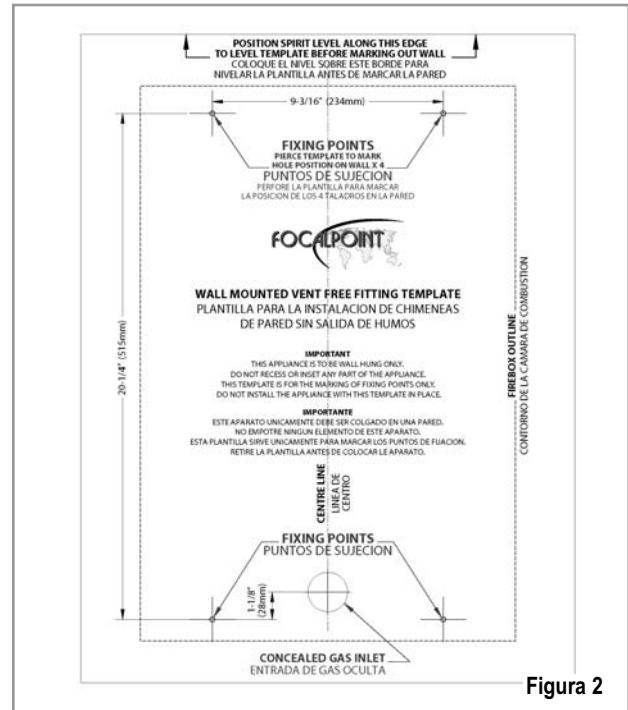 POSITION SPIRIT LEVEL ALONG THIS EDGE
TO LEVEL TEMPLATE BEFORE MARKING OUT WALL
COLOQUE EL NIVEL SOBRE ESTE BORDE PARA
NIVELAR LA PLANTILLA ANTES DE MARCAR LA PARED
9-3/16" (234mm)
FIXING POINTS
PIERCE TEMPLATE TO MARK
HOLE POSITION ON WALL X 4
PUNTOS DE SUJECION
PERFORE LA PLANTILLA PARA MARCAR
LA POSICION DE LOS 4 TALADROS EN LA PARED
FOCALPOINT
WALL MOUNTED VENT FREE FITTING TEMPLATE
PLANTILLA PARA LA INSTALACION DE CHIMENEAS
DE PARED SIN SALIDA DE HUMOS
20-1/4" (515mm)
IMPORTANT
THIS APPLIANCE IS TO BE WALL HUNG ONLY.
DO NOT RECESS OR INSET ANY PART OF THE APPLIANCE.
THIS TEMPLATE IS FOR THE MARKING OF FIXING POINTS ONLY.
DO NOT INSTALL THE APPLIANCE WITH THIS TEMPLATE IN PLACE.
IMPORTANTE
ESTE APARATO UNICAMENTE DEBE SER COLGADO EN UNA PARED.
NO EMPOTRE NINGUN ELEMENTO DE ESTE APARATO.
ESTA PLANTILLA SIRVE UNICAMENTE PARA MARCAR LOS PUNTOS DE FIJACION.
RETIRE LA PLANTILLA ANTES DE COLOCAR LE APARATO.
FIREBOX OUTLINE
CONTORNO DE LA CAMARA DE COMBUSTION
CENTRE LINE
LINEA DE
CENTRO
FIXING POINTS
PUNTOS DE SUJECION
1-1/8"
(28mm)
CONCEALED GAS INLET
ENTRADA DE GAS OCULTA
Figura 2